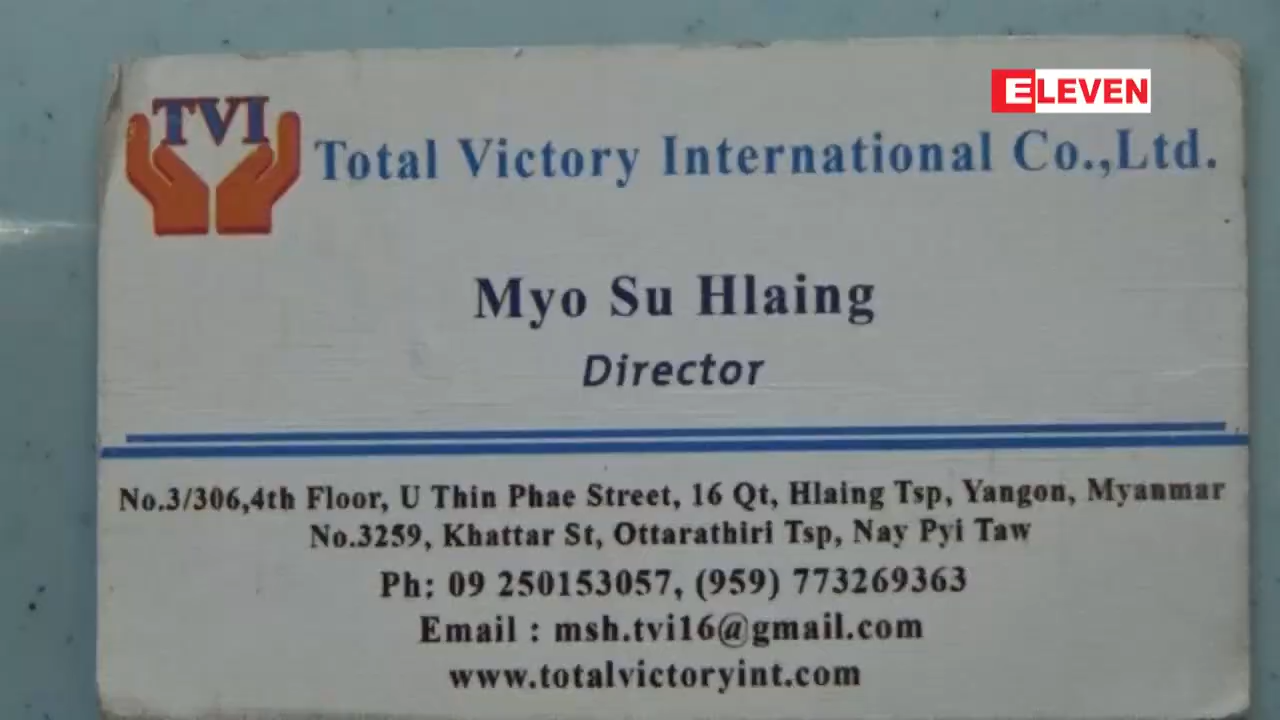 ELEVEN
TVI
Total Victory International Co.,Ltd.
Myo Su Hlaing
Director
No.3/306,4th Floor, U Thin Phae Street, 16 Qt, Hlaing Tsp, Yangon, Myanmar
No.3259, Khattar St, Ottarathiri Tsp, Nay Pyi Taw
Ph: 09 250153057, (959) 773269363
Email : msh.tvi16@gmail.com
www.totalvictoryint.com